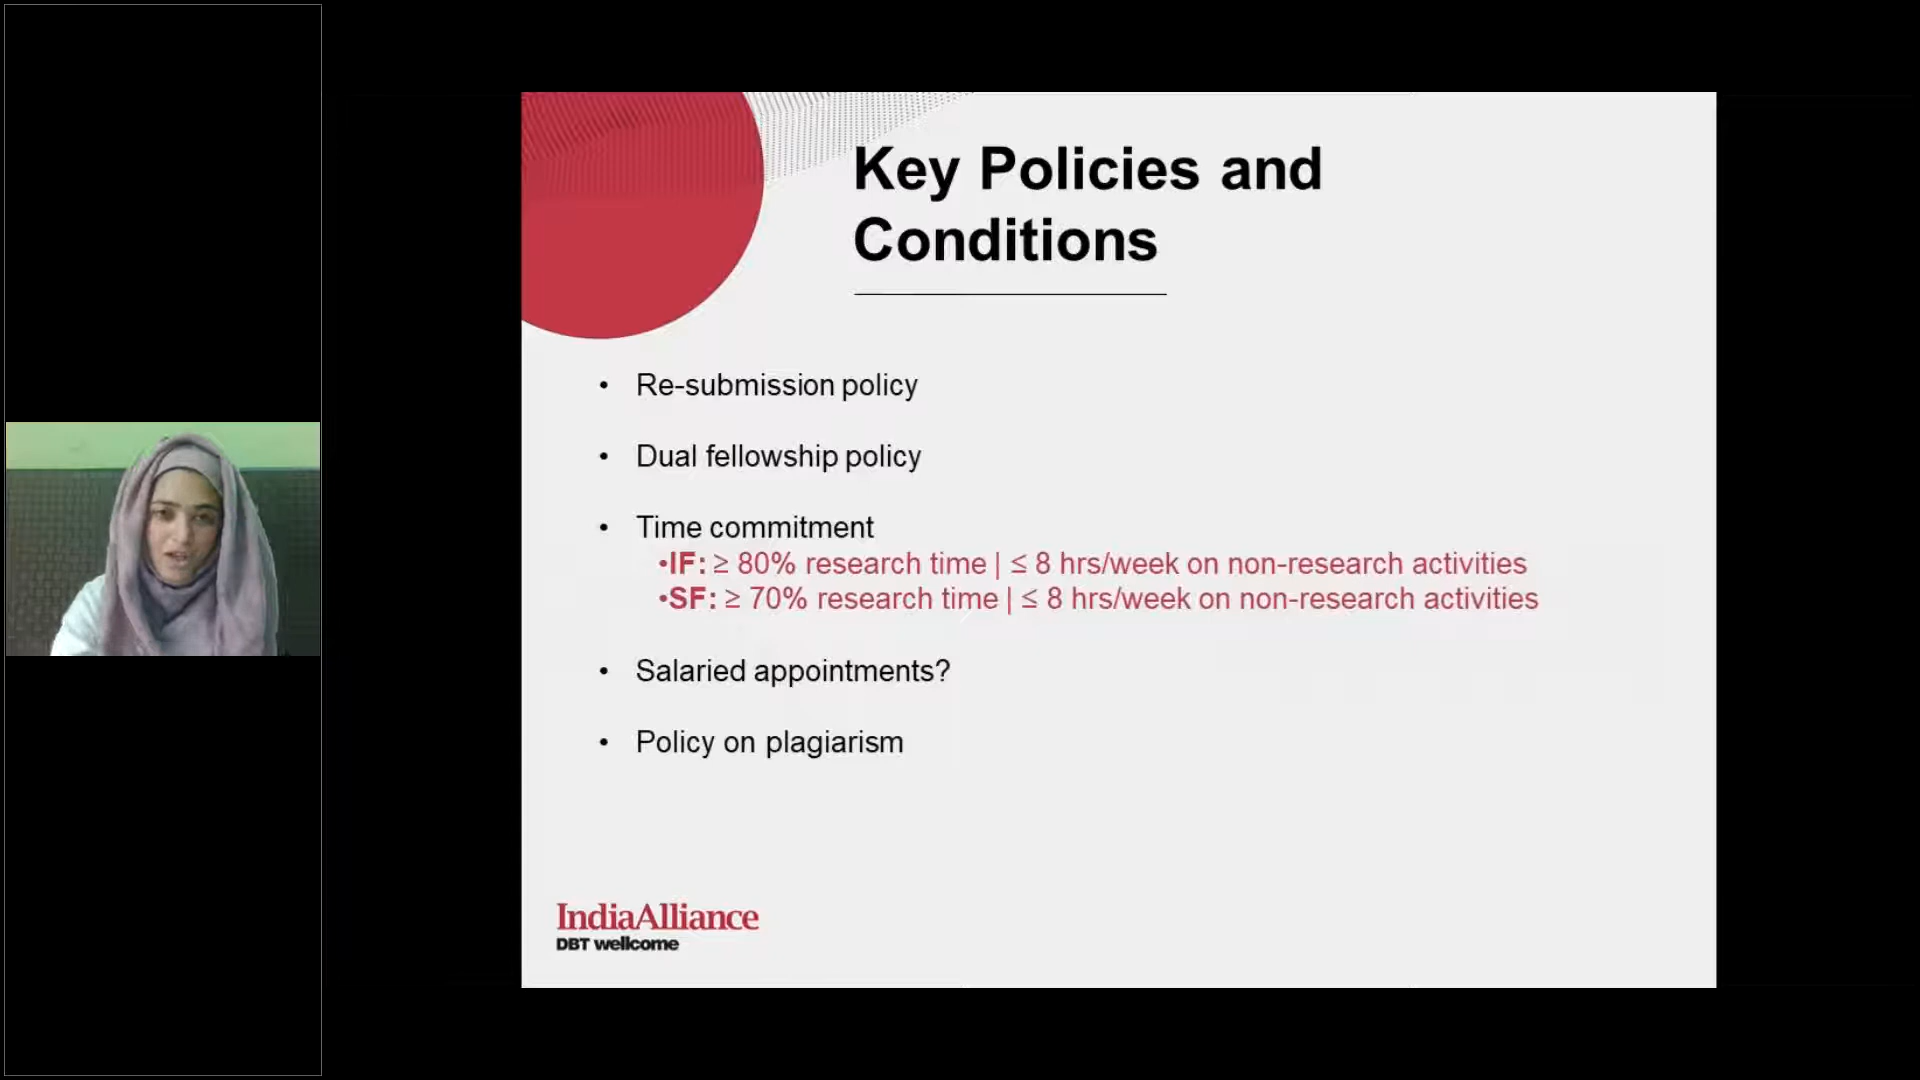 Key Policies and
Conditions
• Re-submission policy
• Dual fellowship policy
• Time commitment
•IF: ≥ 80% research time | ≤ 8 hrs/week on non-research activities
•SF: ≥ 70% research time | ≤ 8 hrs/week on non-research activities
• Salaried appointments?
• Policy on plagiarism
IndiaAlliance
DBT wellcome